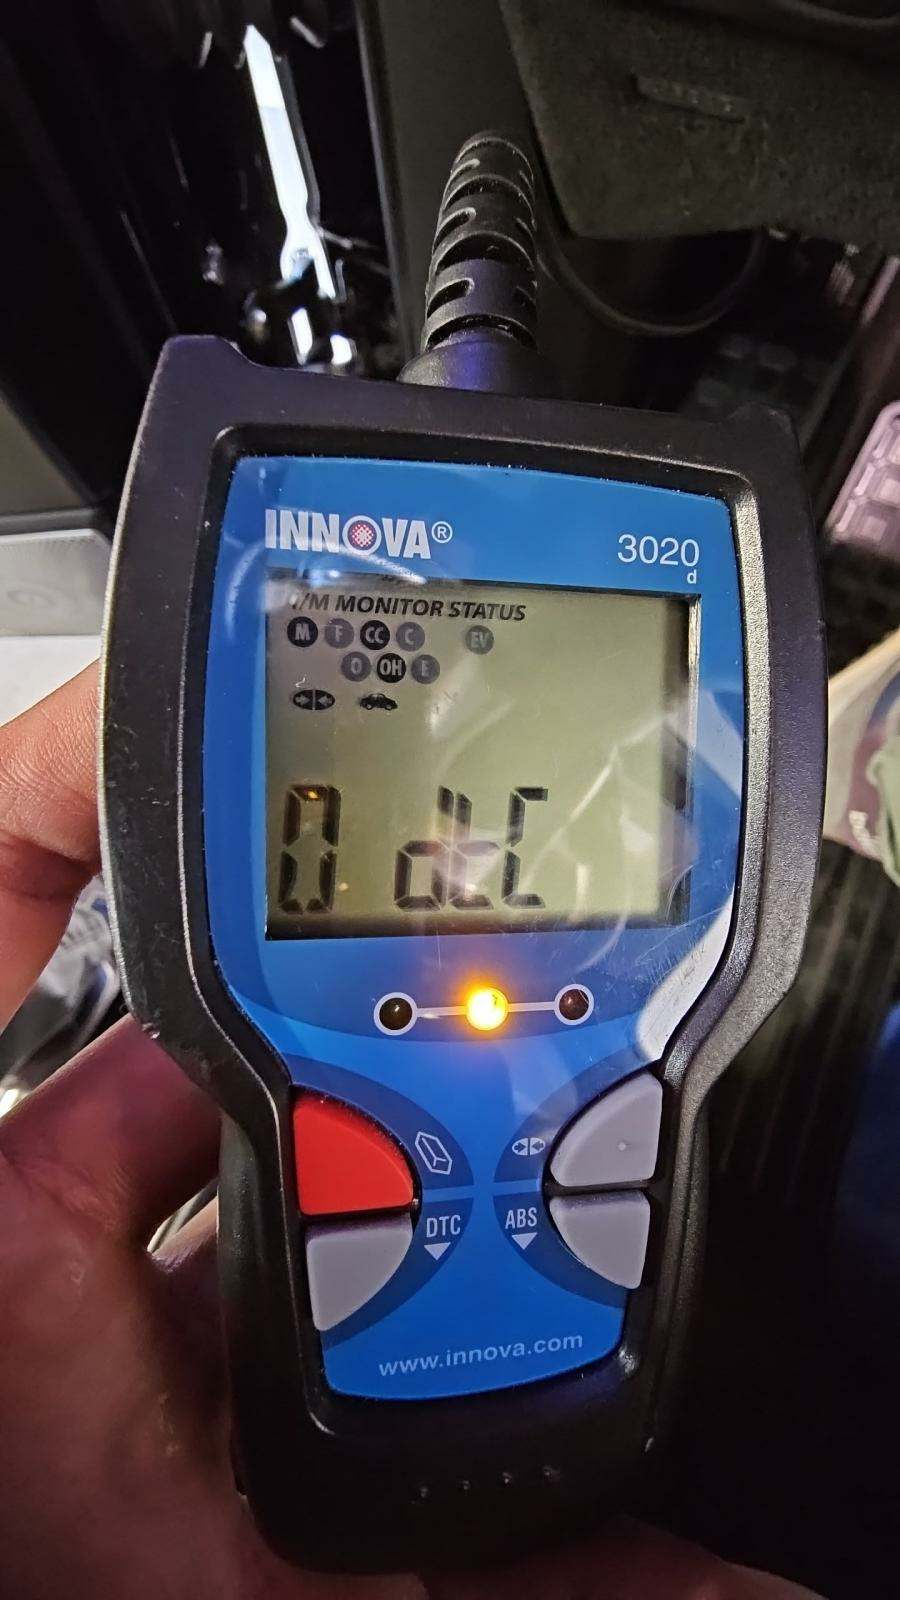 INNOVA®
3020
d
I/M MONITOR STATUS
M F CC C EV
O OH E
0 dtC
DTC
ABS
www.innova.com